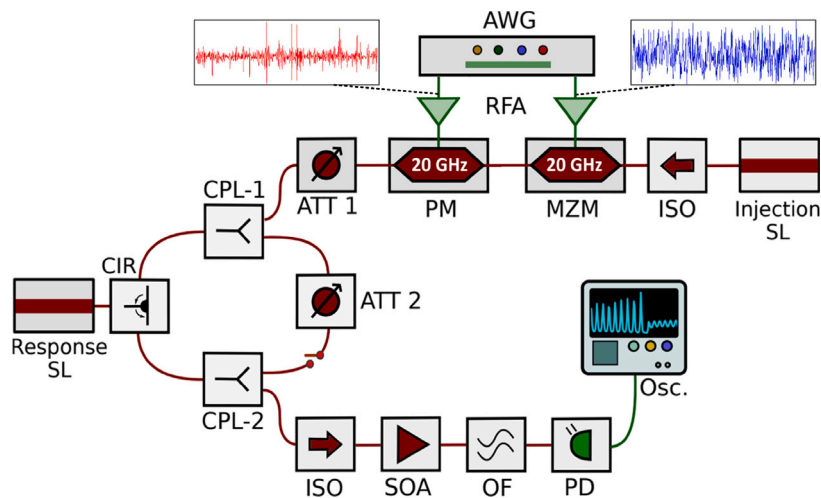 AWG
RFA
20 GHz
20 GHz
CPL-1
ATT 1
PM
MZM
ISO
Injection
SL
CIR
ATT 2
Response
SL
CPL-2
Osc.
ISO
SOA
OF
PD